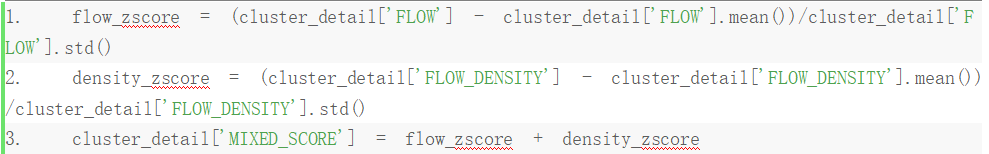 1. flow_zscore = (cluster_detail['FLOW'] - cluster_detail['FLOW'].mean())/cluster_detail['F
LOW'].std()
2. density_zscore = (cluster_detail['FLOW_DENSITY'] - cluster_detail['FLOW_DENSITY'].mean())
/cluster_detail['FLOW_DENSITY'].std()
3. cluster_detail['MIXED_SCORE'] = flow_zscore + density_zscore